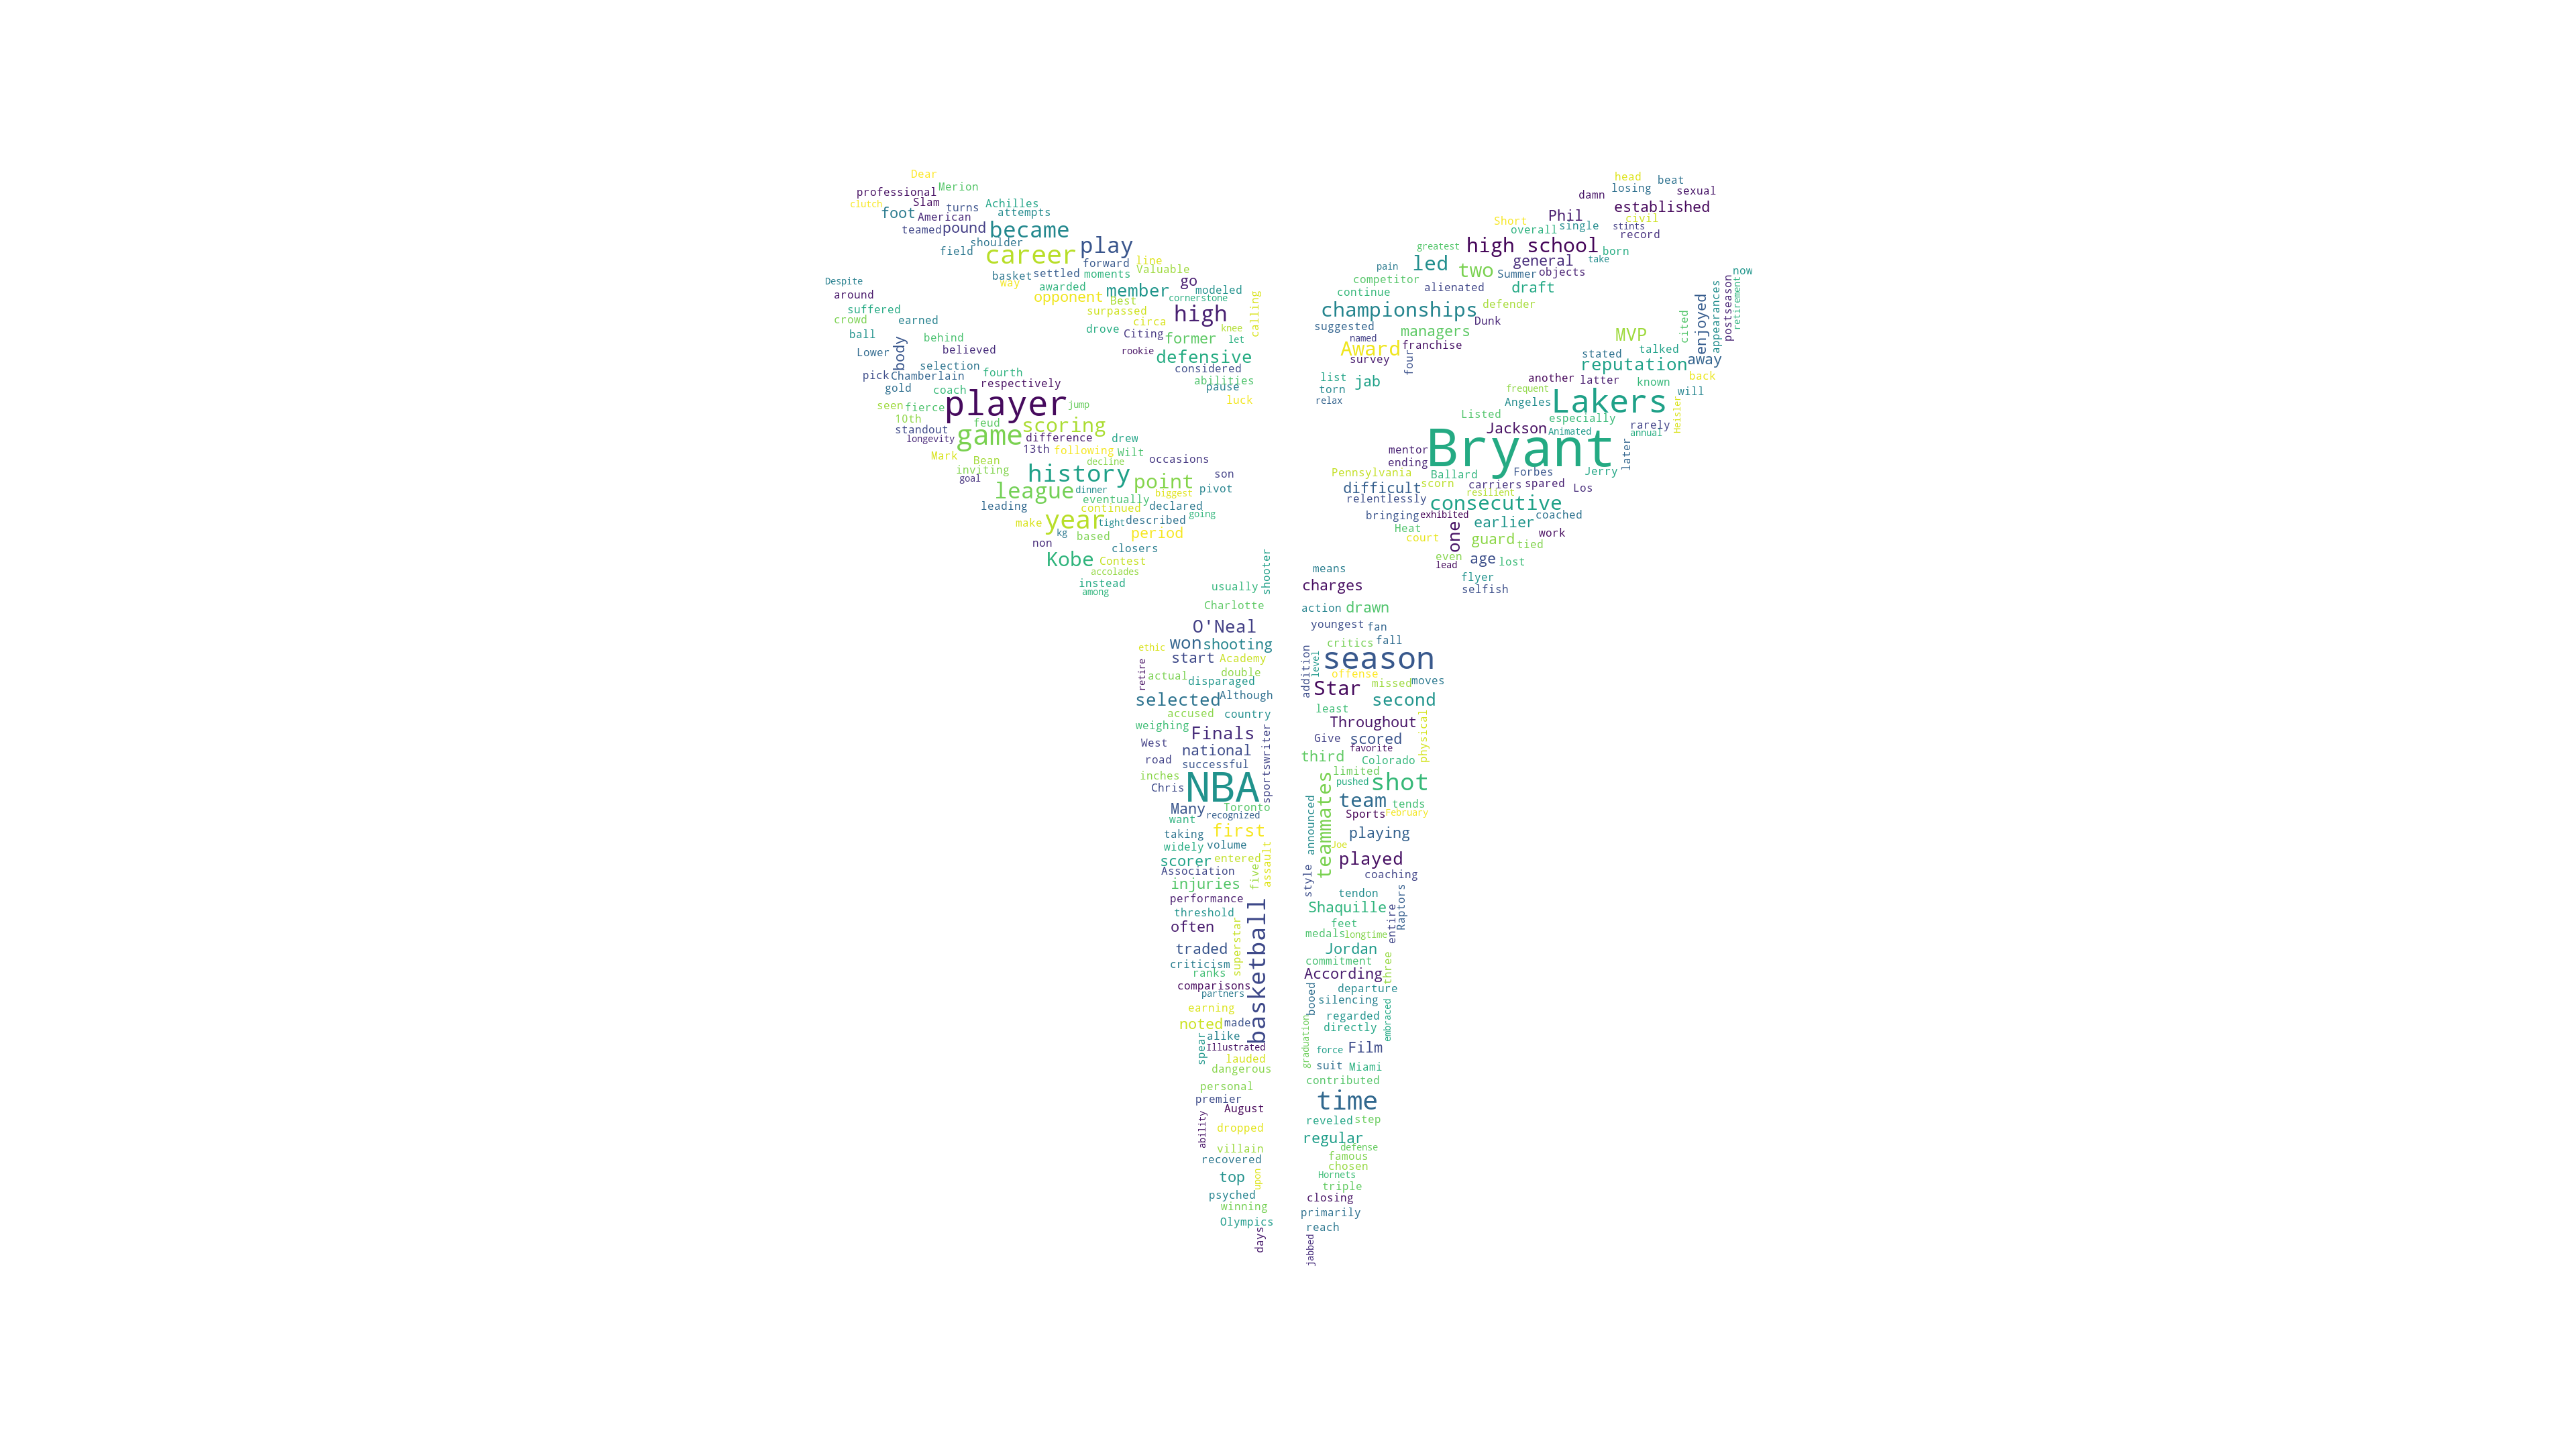 Dear
professional
Merion
clutch
Slam
turns
Achilles
foot
American
attempts
teamed
pound
became
shoulder
field
career
play
forward
line
basket
settled
moments
Valuable
way
awarded
member
go
modeled
opponent
Best
cornerstone
surpassed
high
calling
circa
drove
Citing
former
knee
let
rookie
defensive
considered
abilities
pause
luck
Despite
around
suffered
crowd
earned
ball
behind
body
Lower
believed
selection
pick
Chamberlain
fourth
gold
coach
respectively
seen
fierce
player
jump
10th
feud
scoring
standout
longevity
game
difference
drew
13th
following
Wilt
Mark
Bean
decline
occasions
inviting
goal
history
point
son
league
dinner
biggest
pivot
eventually
leading
continued
declared
going
make
year
tight
described
kg
based
period
non
closers
Kobe
Contest
accolades
instead
among
head
beat
losing
sexual
damn
established
Phil
civil
Short
overall
single
stints
record
greatest
high school
born
pain
led
general
take
two
Summer
objects
competitor
alienated
draft
continue
championships
defender
suggested
managers
Dunk
named
Award
franchise
survey
four
list
jab
torn
relax
now
retirement
postseason
appearances
enjoyed
cited
MVP
stated
talked
reputation
away
another
latter
known
back
frequent
will
Angeles
Lakers
Heisler
Listed
especially
Jackson
Animated
rarely
annual
Bryant
later
mentor
ending
Pennsylvania
Ballard
Forbes
Jerry
scorn
difficult
carriers
spared
Los
resilient
relentlessly
consecutive
bringing
exhibited
earlier
coached
Heat
court
one
guard
work
tied
even
age
lost
lead
flyer
selfish
usually
shooter
Charlotte
O'Neal
ethic
won
shooting
start
Academy
retire
actual
double
disparaged
selected
Although
accused
country
weighing
Finals
West
national
road
successful
sportswriter
inches
NBA
Chris
Many
Toronto
recognized
want
first
taking
widely
volume
scorer
entered
assault
Association
five
injuries
performance
threshold
often
superstar
traded
basketball
criticism
ranks
comparisons
partners
earning
noted
made
alike
spear
Illustrated
lauded
dangerous
personal
premier
August
ability
dropped
villain
recovered
top
upon
psyched
winning
Olympics
days
means
charges
action
drawn
youngest
fan
critics
fall
addition
level
season
offense
missed
moves
Star
second
least
Throughout
physical
Give
scored
favorite
third
Colorado
limited
pushed
shot
teammates
team
tends
Sports
February
announced
playing
Joe
played
coaching
style
tendon
Raptors
Shaquille
entire
feet
medals
longtime
Jordan
commitment
According
three
departure
booed
silencing
embraced
regarded
directly
graduation
force
Film
suit
Miami
contributed
time
reveled
step
regular
defense
famous
chosen
Hornets
triple
closing
primarily
reach
jabbed